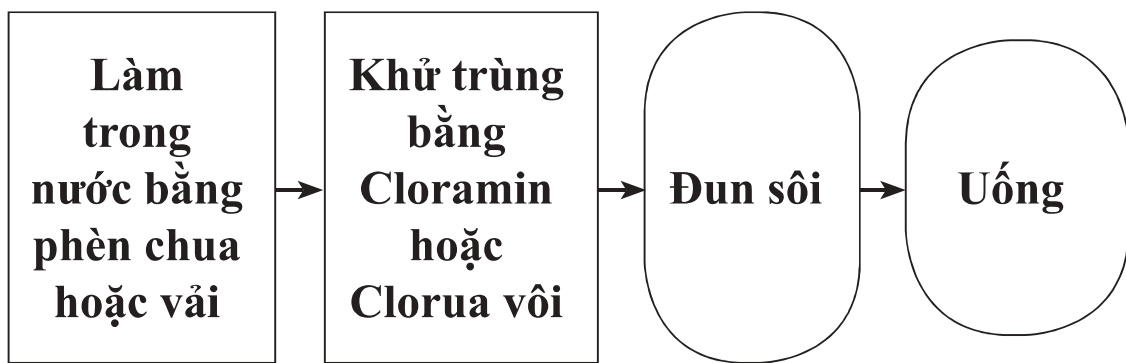 Làm
trong
nước bằng
phèn chua
hoặc vải
Khử trùng
bằng
Cloramin
hoặc
Clorua vôi
Đun sôi
Uống